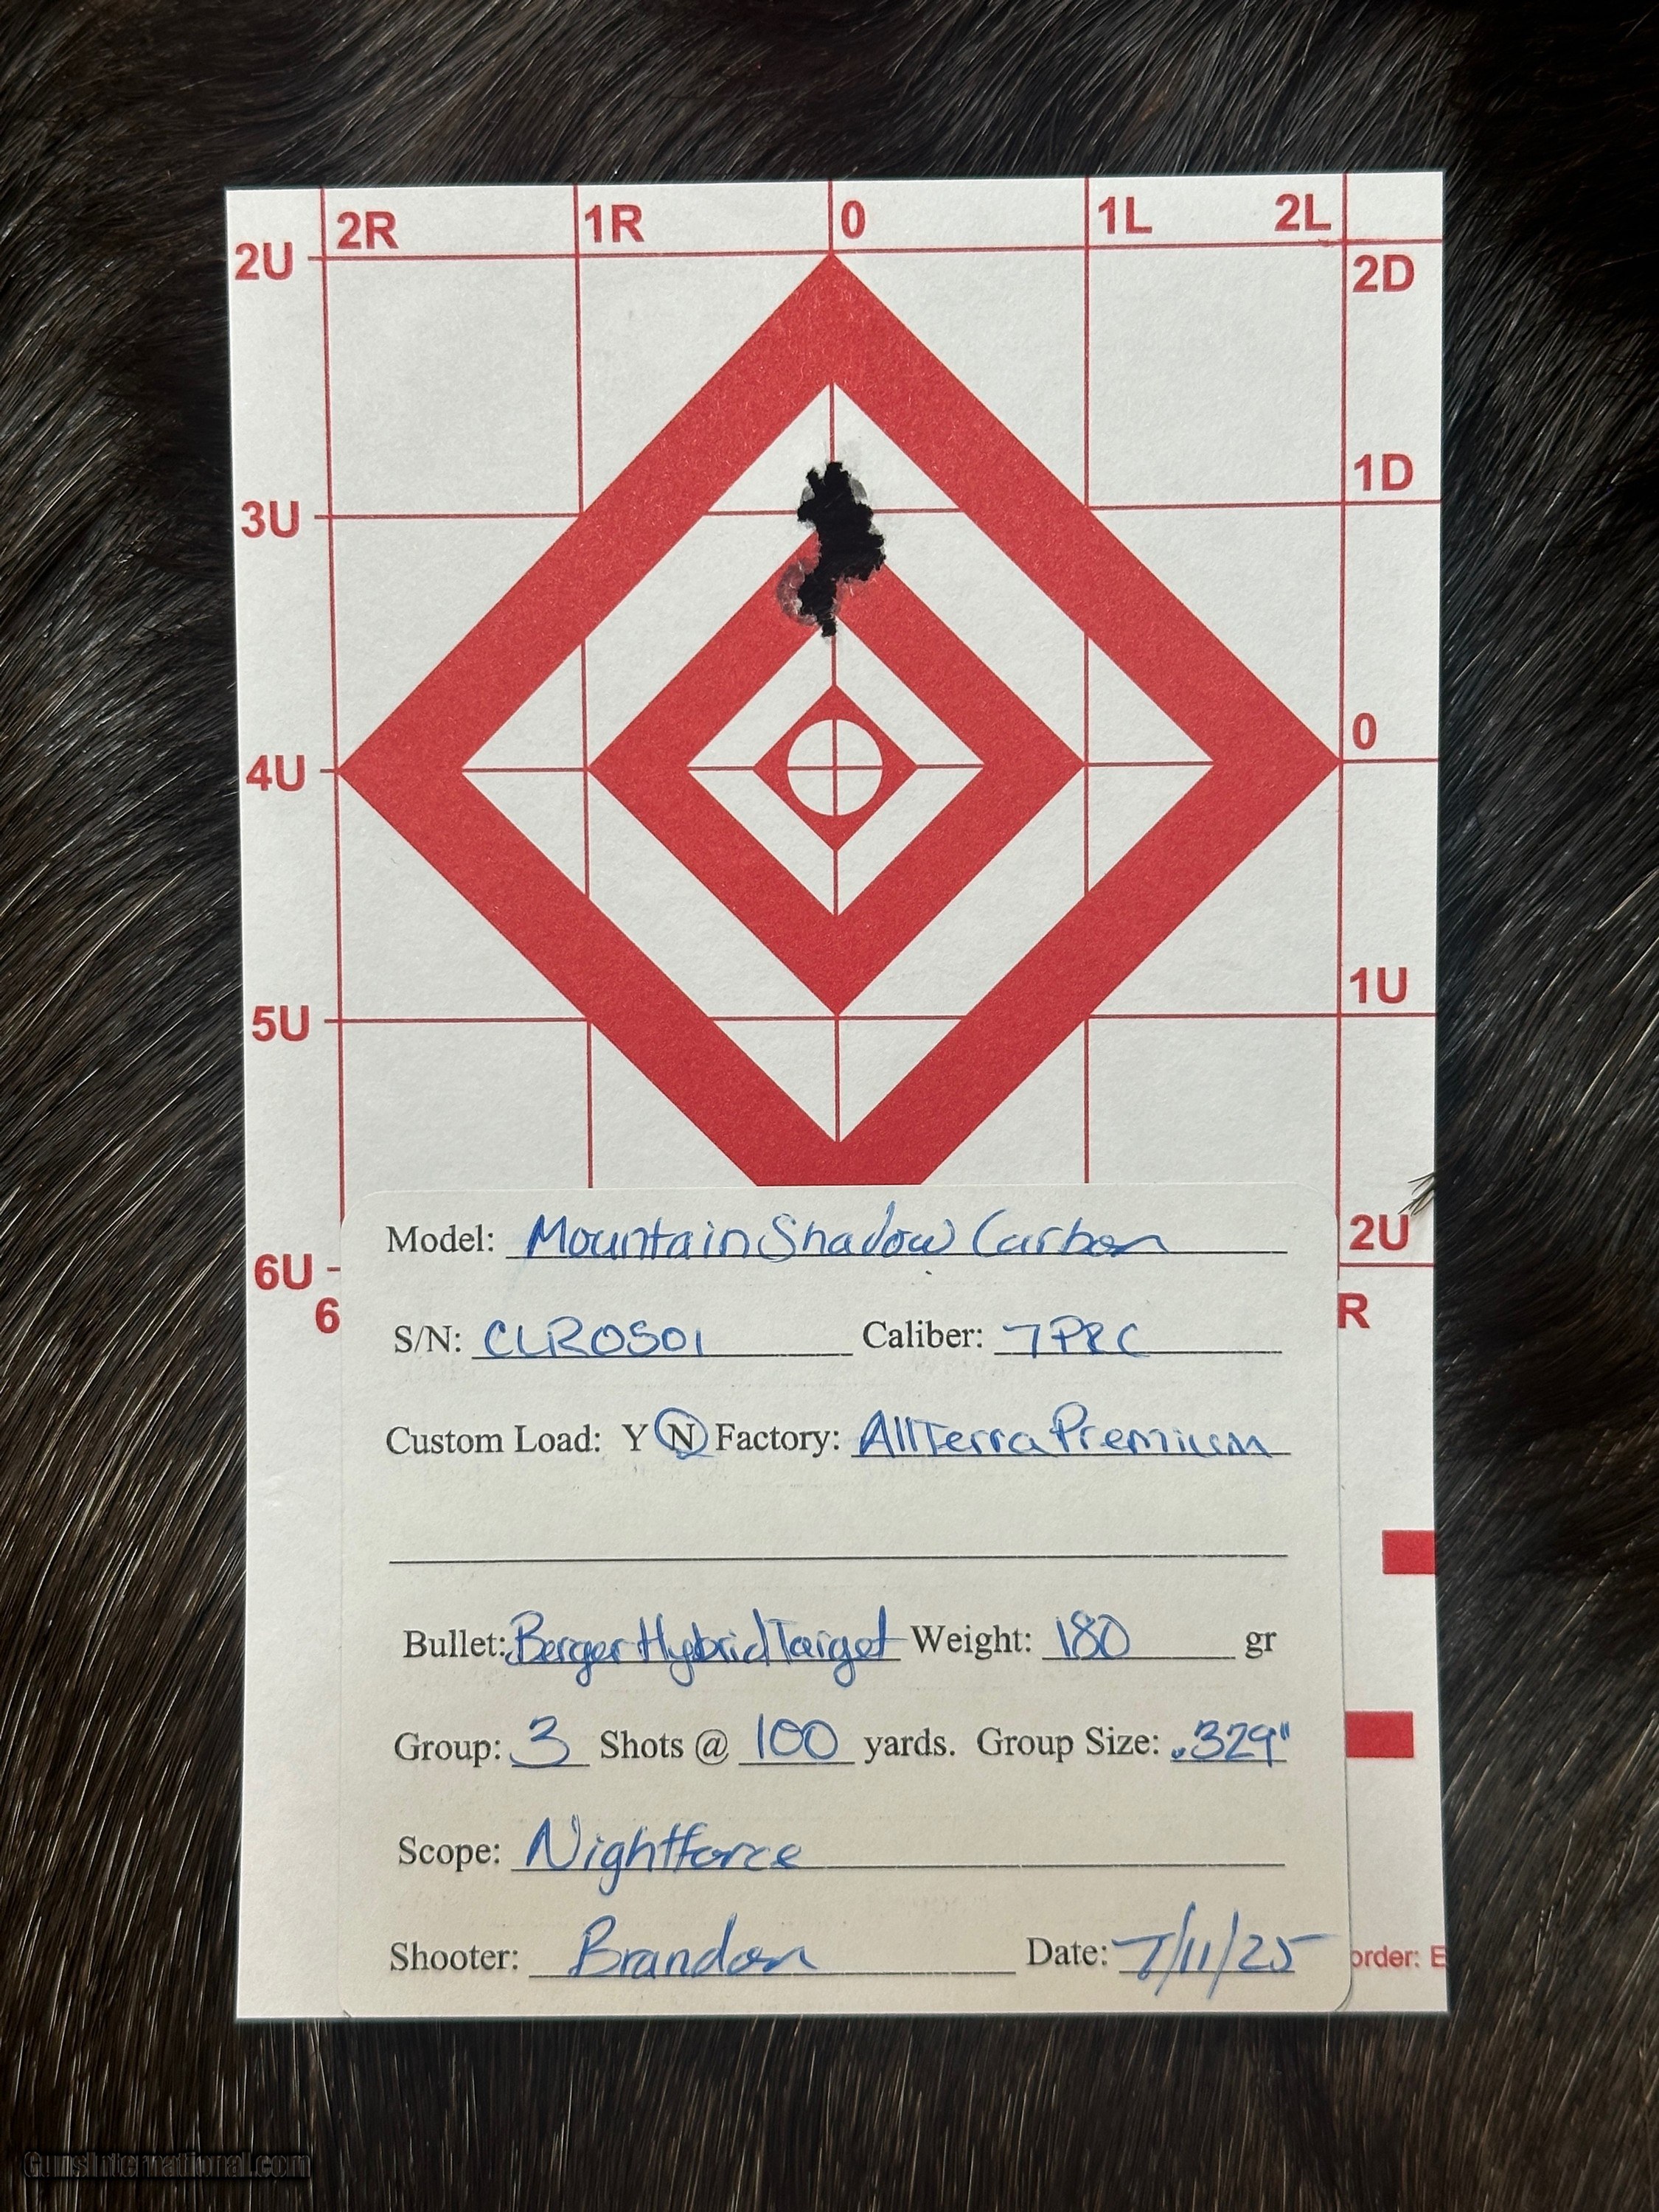 2R 1R 0 1L 2L
2U
2D
1D
3U
0
4U
1U
5U
Model: Mountain Shadow Carbon
2U
6U
6
R
S/N: CLR0501 Caliber: 7PRC
Custom Load: Y N Factory: AllTerra Premium
Bullet: Berger Hybrid Target Weight: 180 gr
Group: 3 Shots @ 100 yards. Group Size: .329"
Scope: Nightforce
Shooter: Brandon Date: 7/11/25
order: E
GunsInternational.com